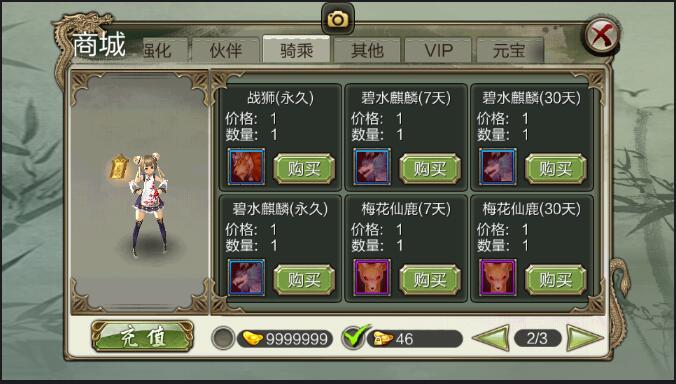 商城
强化 伙伴 骑乘 其他 VIP 元宝
战狮(永久)
价格: 1
数量: 1
购买
碧水麒麟(7天)
价格: 1
数量: 1
购买
碧水麒麟(30天)
价格: 1
数量: 1
购买
碧水麒麟(永久)
价格: 1
数量: 1
购买
梅花仙鹿(7天)
价格: 1
数量: 1
购买
梅花仙鹿(30天)
价格: 1
数量: 1
购买
充值
9999999
46
2/3